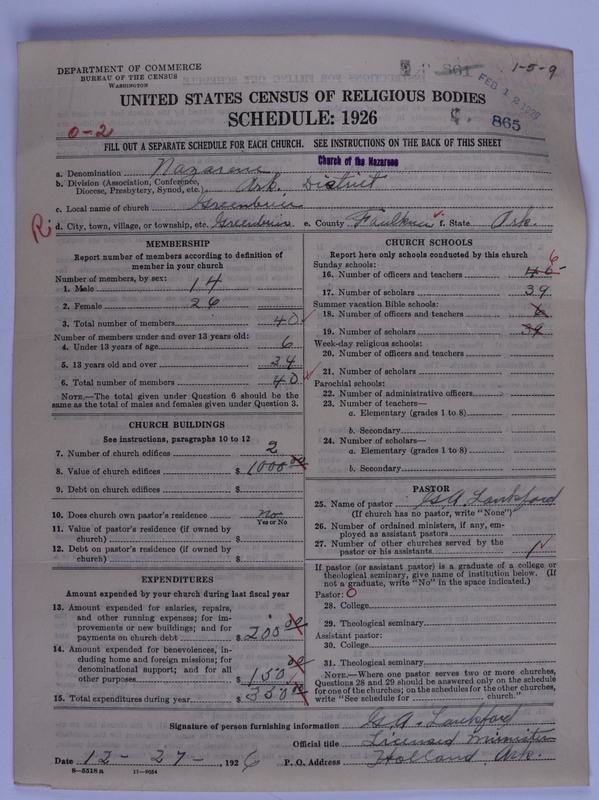 DEPARTMENT OF COMMERCE
BUREAU OF THE CENSUS
WASHINGTON
861
1-5-9
FEB 12
UNITED STATES CENSUS OF RELIGIOUS BODIES
SCHEDULE: 1926
C. 865
0-2
FILL OUT A SEPARATE SCHEDULE FOR EACH CHURCH. SEE INSTRUCTIONS ON THE BACK OF THIS SHEET
a. Denomination Nazarene Church of the Nazarene
b. Division (Association, Conference, Diocese, Presbytery, Synod, etc.) Ark. District
c. Local name of church Greenbrier
R. d. City, town, village, or township, etc. Greenbrier e. County Faulkner f. State Ark.
MEMBERSHIP
Report number of members according to definition of
member in your church
Number of members, by sex:
1. Male 14
2. Female 26
3. Total number of members 40
Number of members under and over 13 years old:
4. Under 13 years of age 6
5. 13 years old and over 34
6. Total number of members 40
NOTE.—The total given under Question 6 should be the
same as the total of males and females given under Question 3.
CHURCH BUILDINGS
See instructions, paragraphs 10 to 12
7. Number of church edifices 2
8. Value of church edifices $ 1000 00
9. Debt on church edifices $
10. Does church own pastor's residence No
Yes or No
11. Value of pastor's residence (if owned by
church) $
12. Debt on pastor's residence (if owned by
church) $
EXPENDITURES
Amount expended by your church during last fiscal year
13. Amount expended for salaries, repairs,
and other running expenses; for im-
provements or new buildings; and for
payments on church debt $ 200 00
14. Amount expended for benevolences, in-
cluding home and foreign missions; for
denominational support; and for all
other purposes 150 00
15. Total expenditures during year $ 350 00
CHURCH SCHOOLS
Report here only schools conducted by this church
Sunday schools:
16. Number of officers and teachers 6
17. Number of scholars 39
Summer vacation Bible schools:
18. Number of officers and teachers 6
19. Number of scholars 39
Week-day religious schools:
20. Number of officers and teachers
21. Number of scholars
Parochial schools:
22. Number of administrative officers
23. Number of teachers—
a. Elementary (grades 1 to 8)
b. Secondary
24. Number of scholars—
a. Elementary (grades 1 to 8)
b. Secondary
PASTOR
25. Name of pastor G. A. Lankford
(If church has no pastor, write "None")
26. Number of ordained ministers, if any, em-
ployed as assistant pastors
27. Number of other churches served by the
pastor or his assistants 1
If pastor (or assistant pastor) is a graduate of a college or
theological seminary, give name of institution below. (If
not a graduate, write "No" in the space indicated.)
Pastor: 0
28. College
29. Theological seminary
Assistant pastor:
30. College
31. Theological seminary
NOTE.—Where one pastor serves two or more churches,
Questions 28 and 29 should be answered only on the schedule
for one of the churches; on the schedules for the other churches,
write "See schedule for church."
Signature of person furnishing information G. A. Lankford
Official title Licensed minister
Date 12-27-, 1926 P. O. Address Holland, Ark.
8-5518a 11-9054